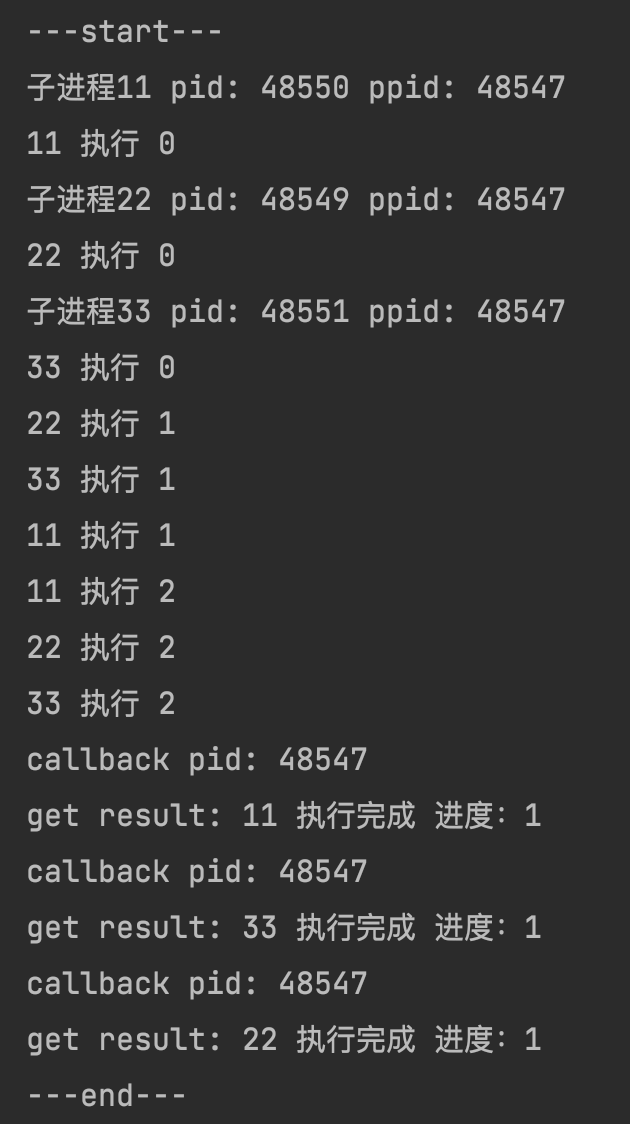 ---start---
子进程11 pid: 48550 ppid: 48547
11 执行 0
子进程22 pid: 48549 ppid: 48547
22 执行 0
子进程33 pid: 48551 ppid: 48547
33 执行 0
22 执行 1
33 执行 1
11 执行 1
11 执行 2
22 执行 2
33 执行 2
callback pid: 48547
get result: 11 执行完成 进度：1
callback pid: 48547
get result: 33 执行完成 进度：1
callback pid: 48547
get result: 22 执行完成 进度：1
---end---